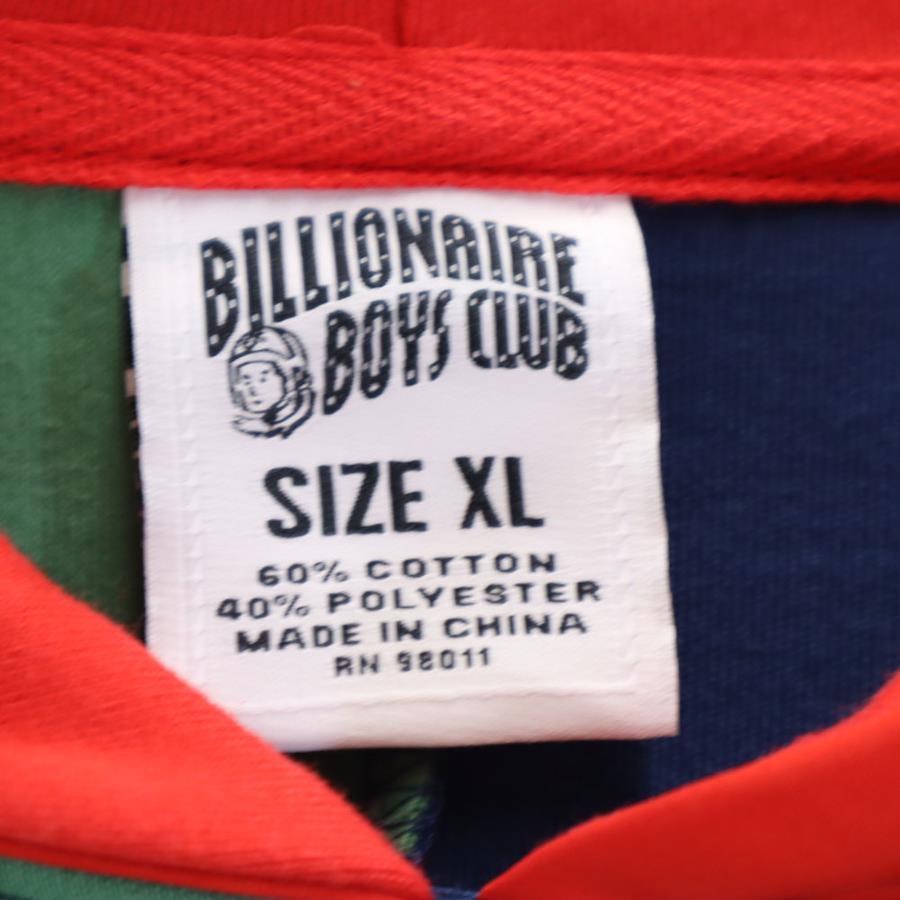 BILLIONAIRE
BOYS CLUB
SIZE XL
60% COTTON
40% POLYESTER
MADE IN CHINA
RN 98011